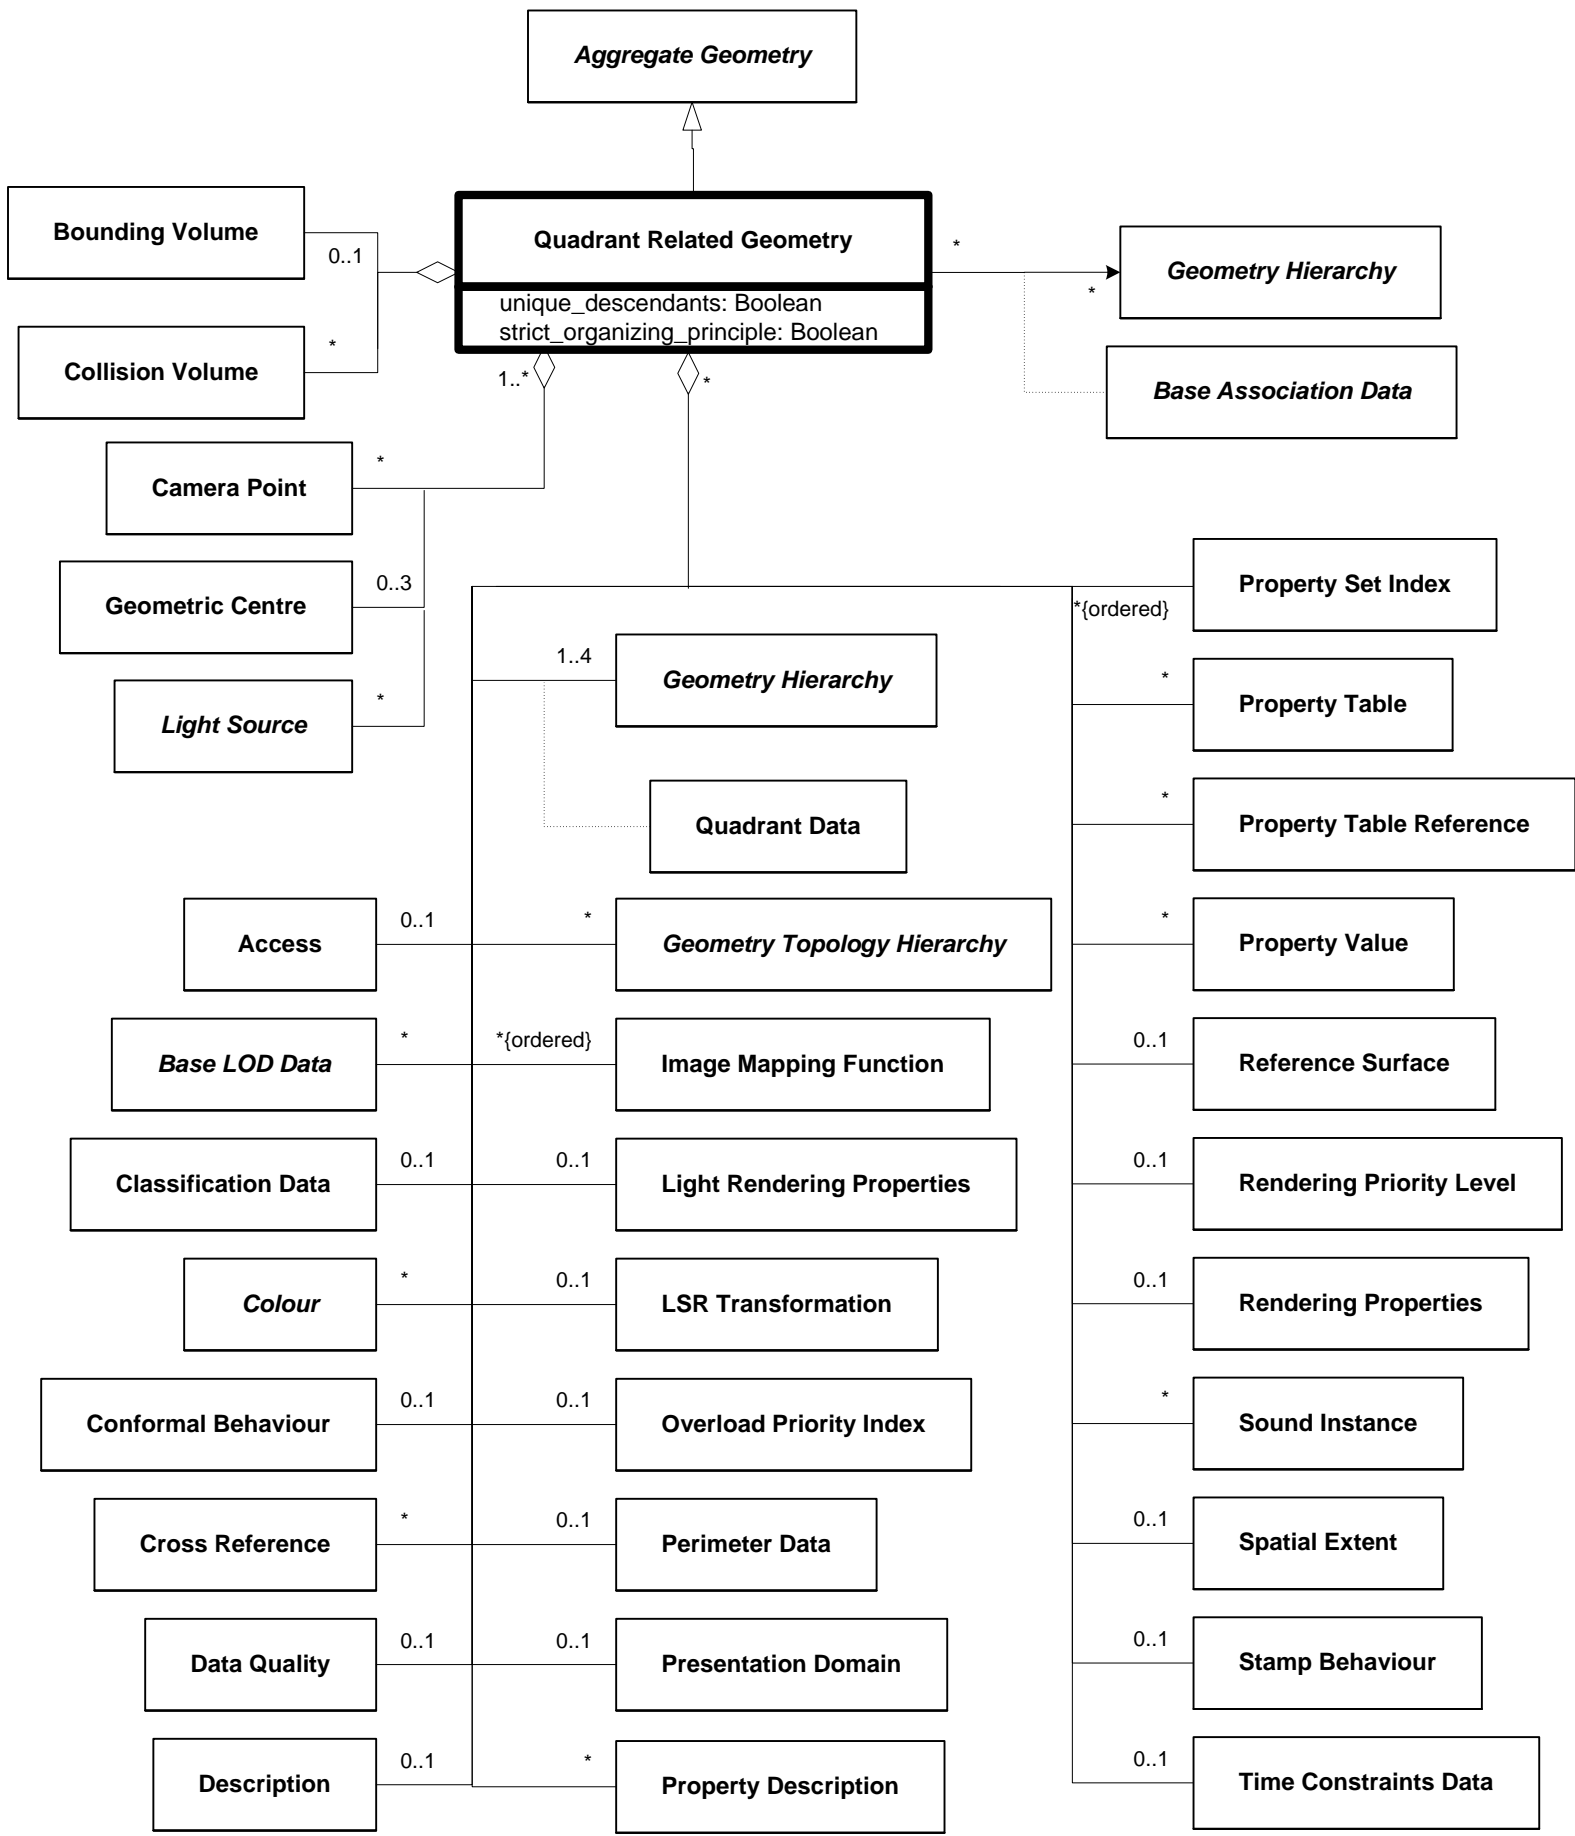 Aggregate Geometry
Bounding Volume
0..1
Quadrant Related Geometry
*
Geometry Hierarchy
*
unique_descendants: Boolean
strict_organizing_principle: Boolean
Collision Volume
*
1..*
*
Base Association Data
Camera Point
*
Geometric Centre
0..3
Property Set Index
*{ordered}
Light Source
*
1..4
Geometry Hierarchy
*
Property Table
Quadrant Data
*
Property Table Reference
Access
0..1
*
Geometry Topology Hierarchy
*
Property Value
Base LOD Data
*
*{ordered}
Image Mapping Function
0..1
Reference Surface
Classification Data
0..1
0..1
Light Rendering Properties
0..1
Rendering Priority Level
Colour
*
0..1
LSR Transformation
0..1
Rendering Properties
Conformal Behaviour
0..1
0..1
Overload Priority Index
*
Sound Instance
Cross Reference
*
0..1
Perimeter Data
0..1
Spatial Extent
Data Quality
0..1
0..1
Presentation Domain
0..1
Stamp Behaviour
Description
0..1
*
Property Description
0..1
Time Constraints Data